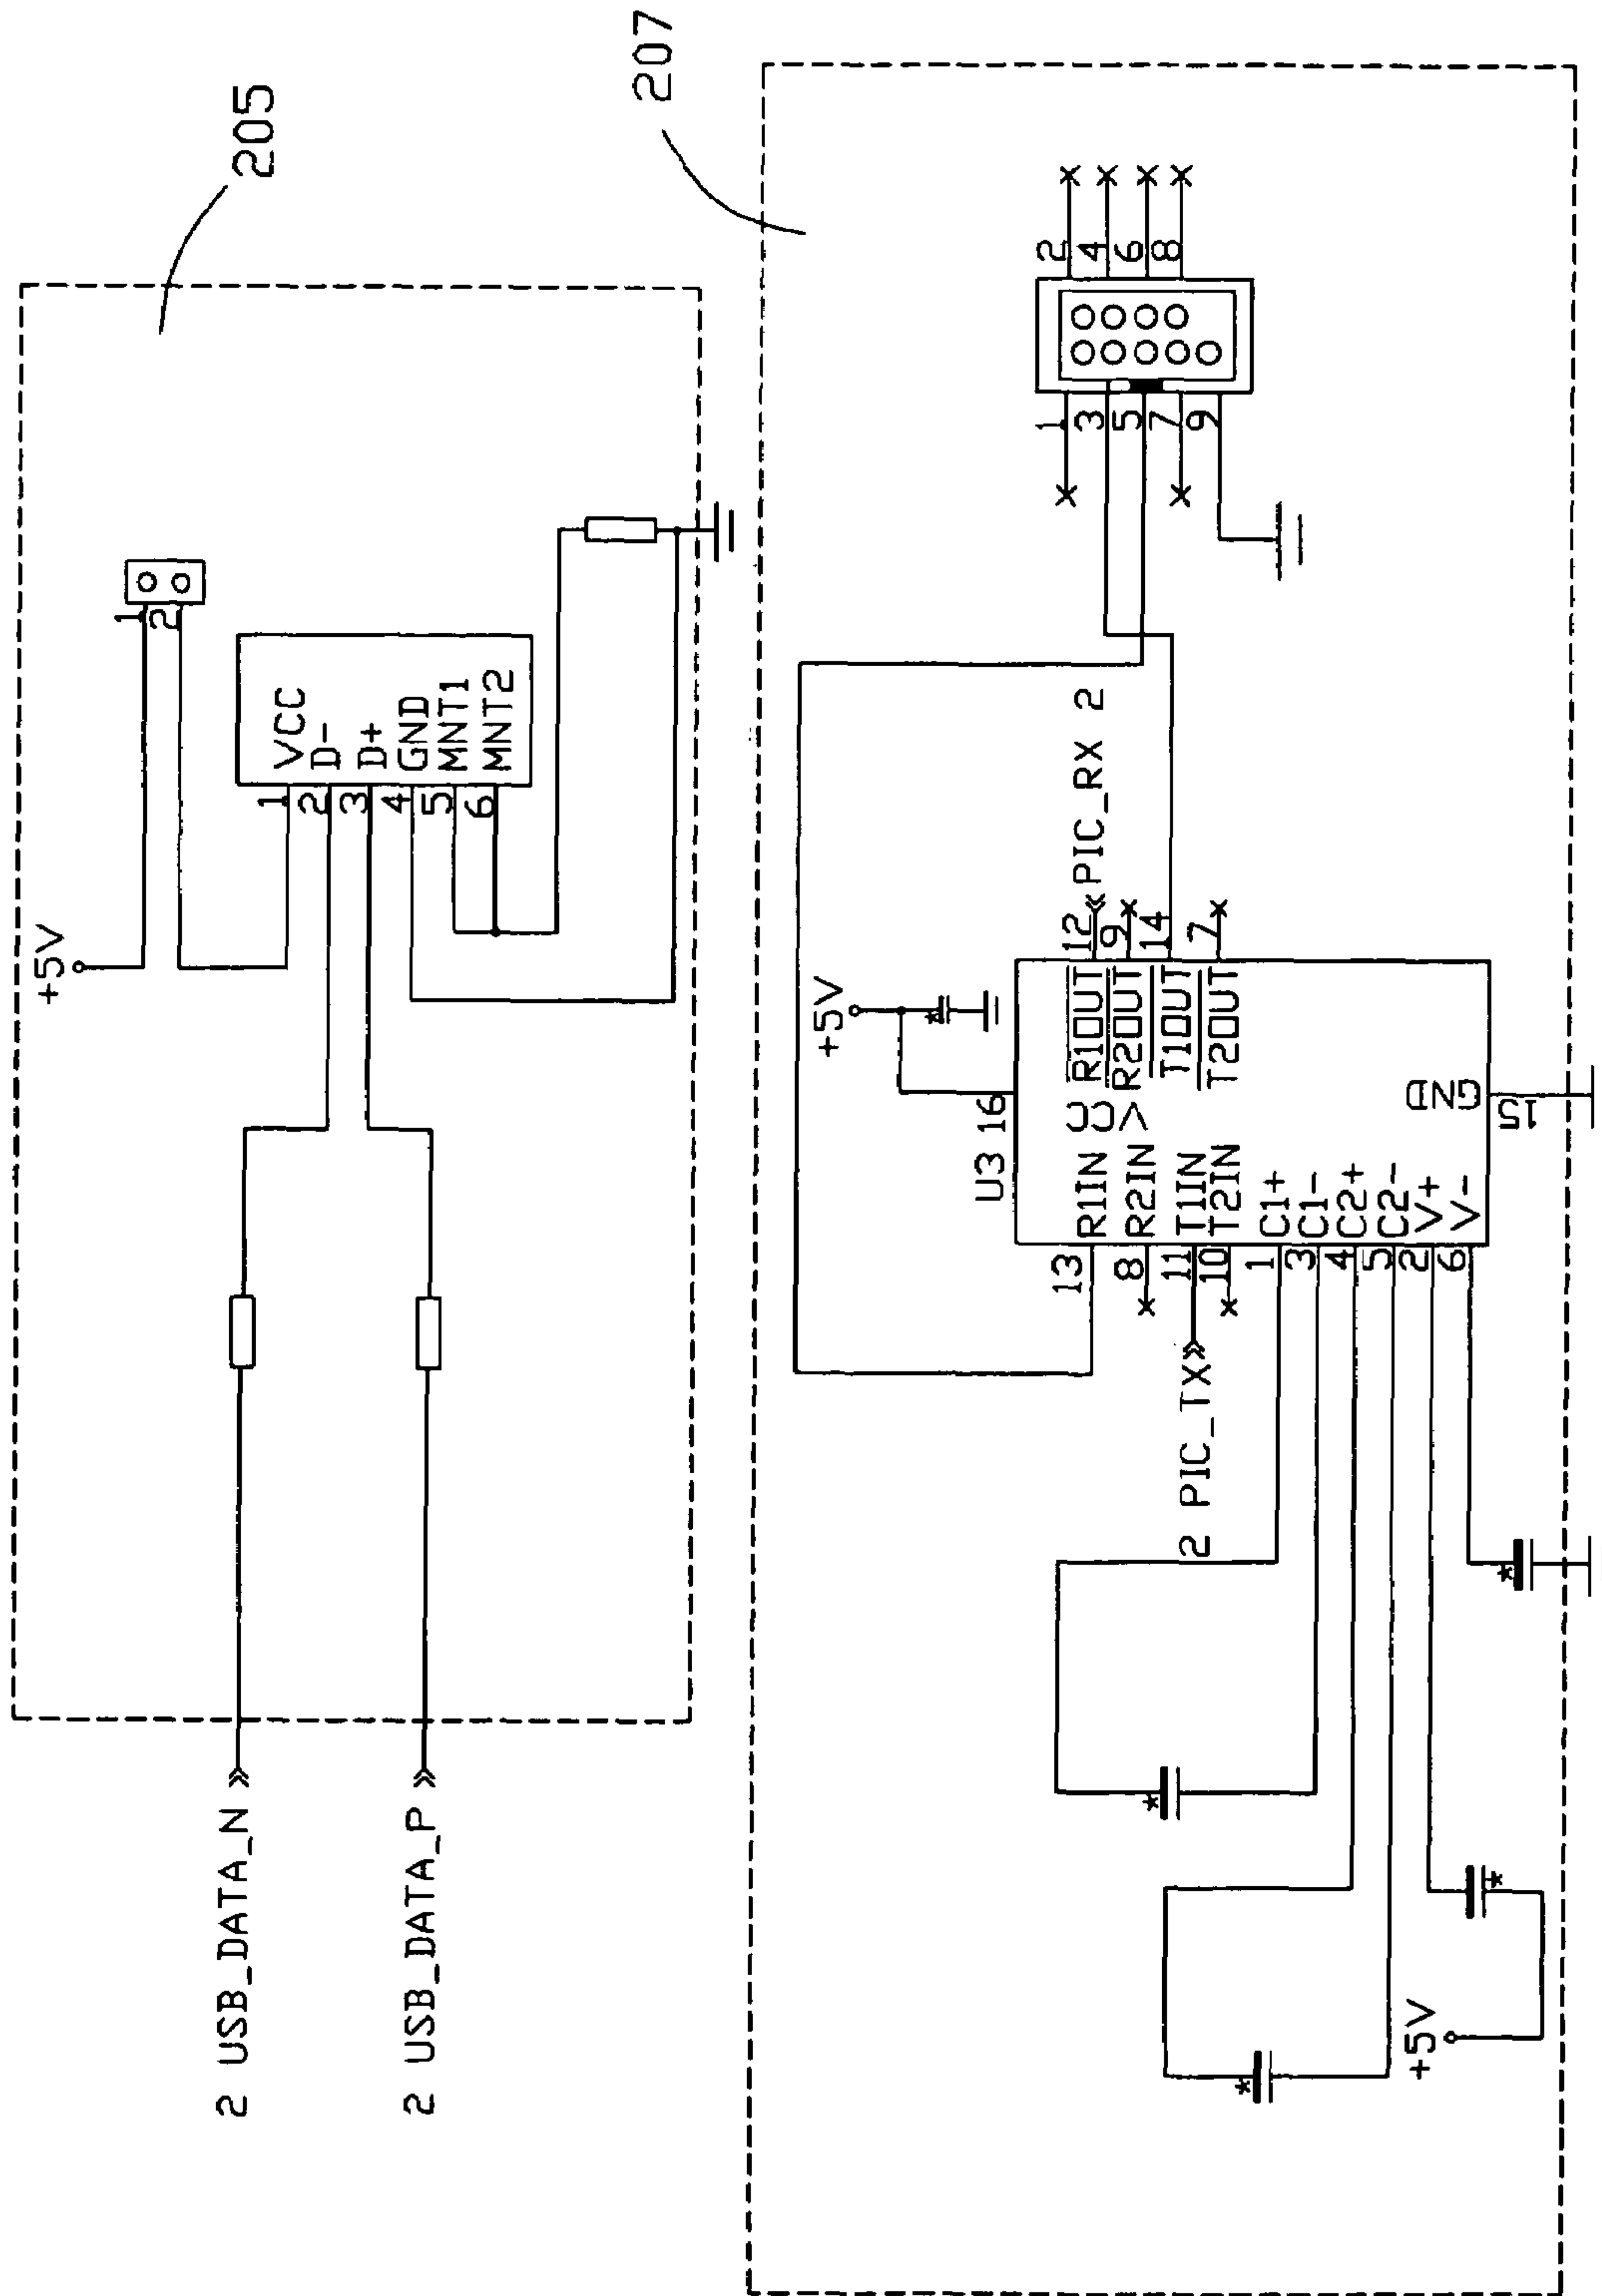 205
+5V
1
2
VCC
D-
D+
GND
MNT1
MNT2
1
2
3
4
5
6
2 USB_DATA_N
2 USB_DATA_P
207
2
4
6
8
1
3
5
7
9
+5V
U3
16
VCC
R1IN
R2IN
T1IN
T2IN
C1+
C1-
C2+
C2-
V+
V-
13
8
11
10
1
3
4
5
2
6
R1OUT
R2OUT
T1OUT
T2OUT
12
9
14
7
PIC_RX 2
GND
15
2 PIC_TX
+5V